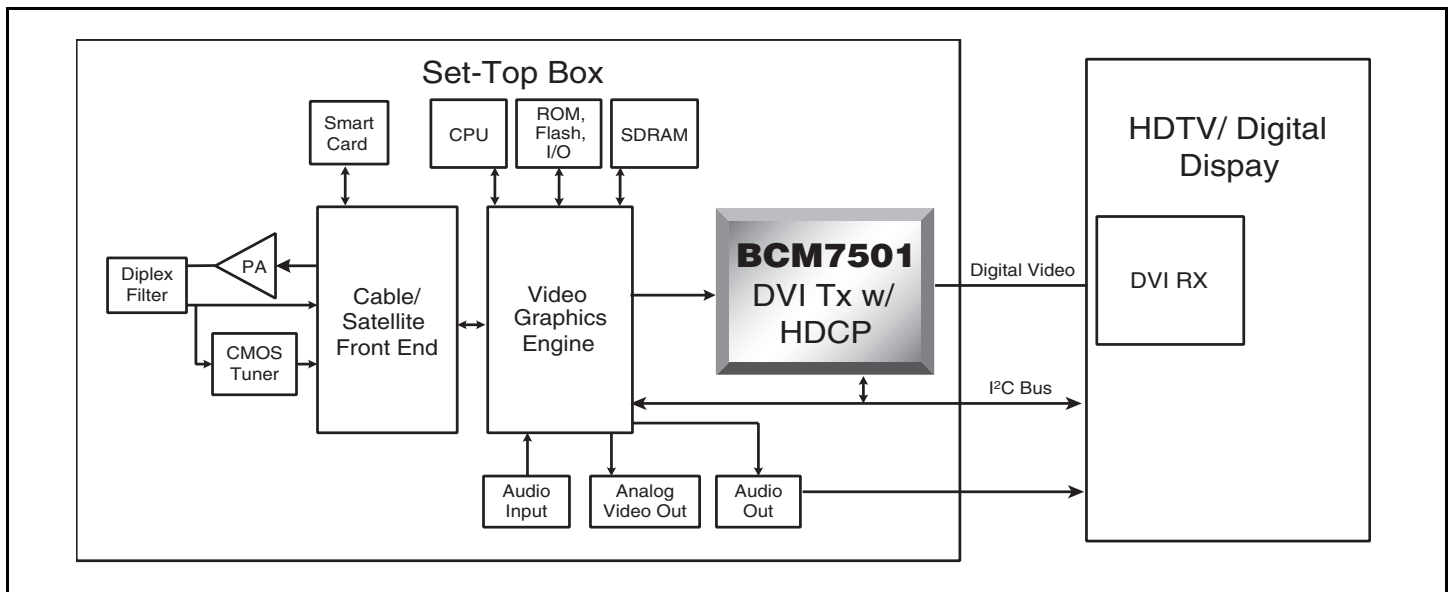 Set-Top Box
Smart
Card
CPU
ROM,
Flash,
I/O
SDRAM
HDTV/ Digital
Dispay
Diplex
Filter
PA
CMOS
Tuner
Cable/
Satellite
Front End
Video
Graphics
Engine
BCM7501
DVI Tx w/
HDCP
Digital Video
DVI RX
I²C Bus
Audio
Input
Analog
Video Out
Audio
Out